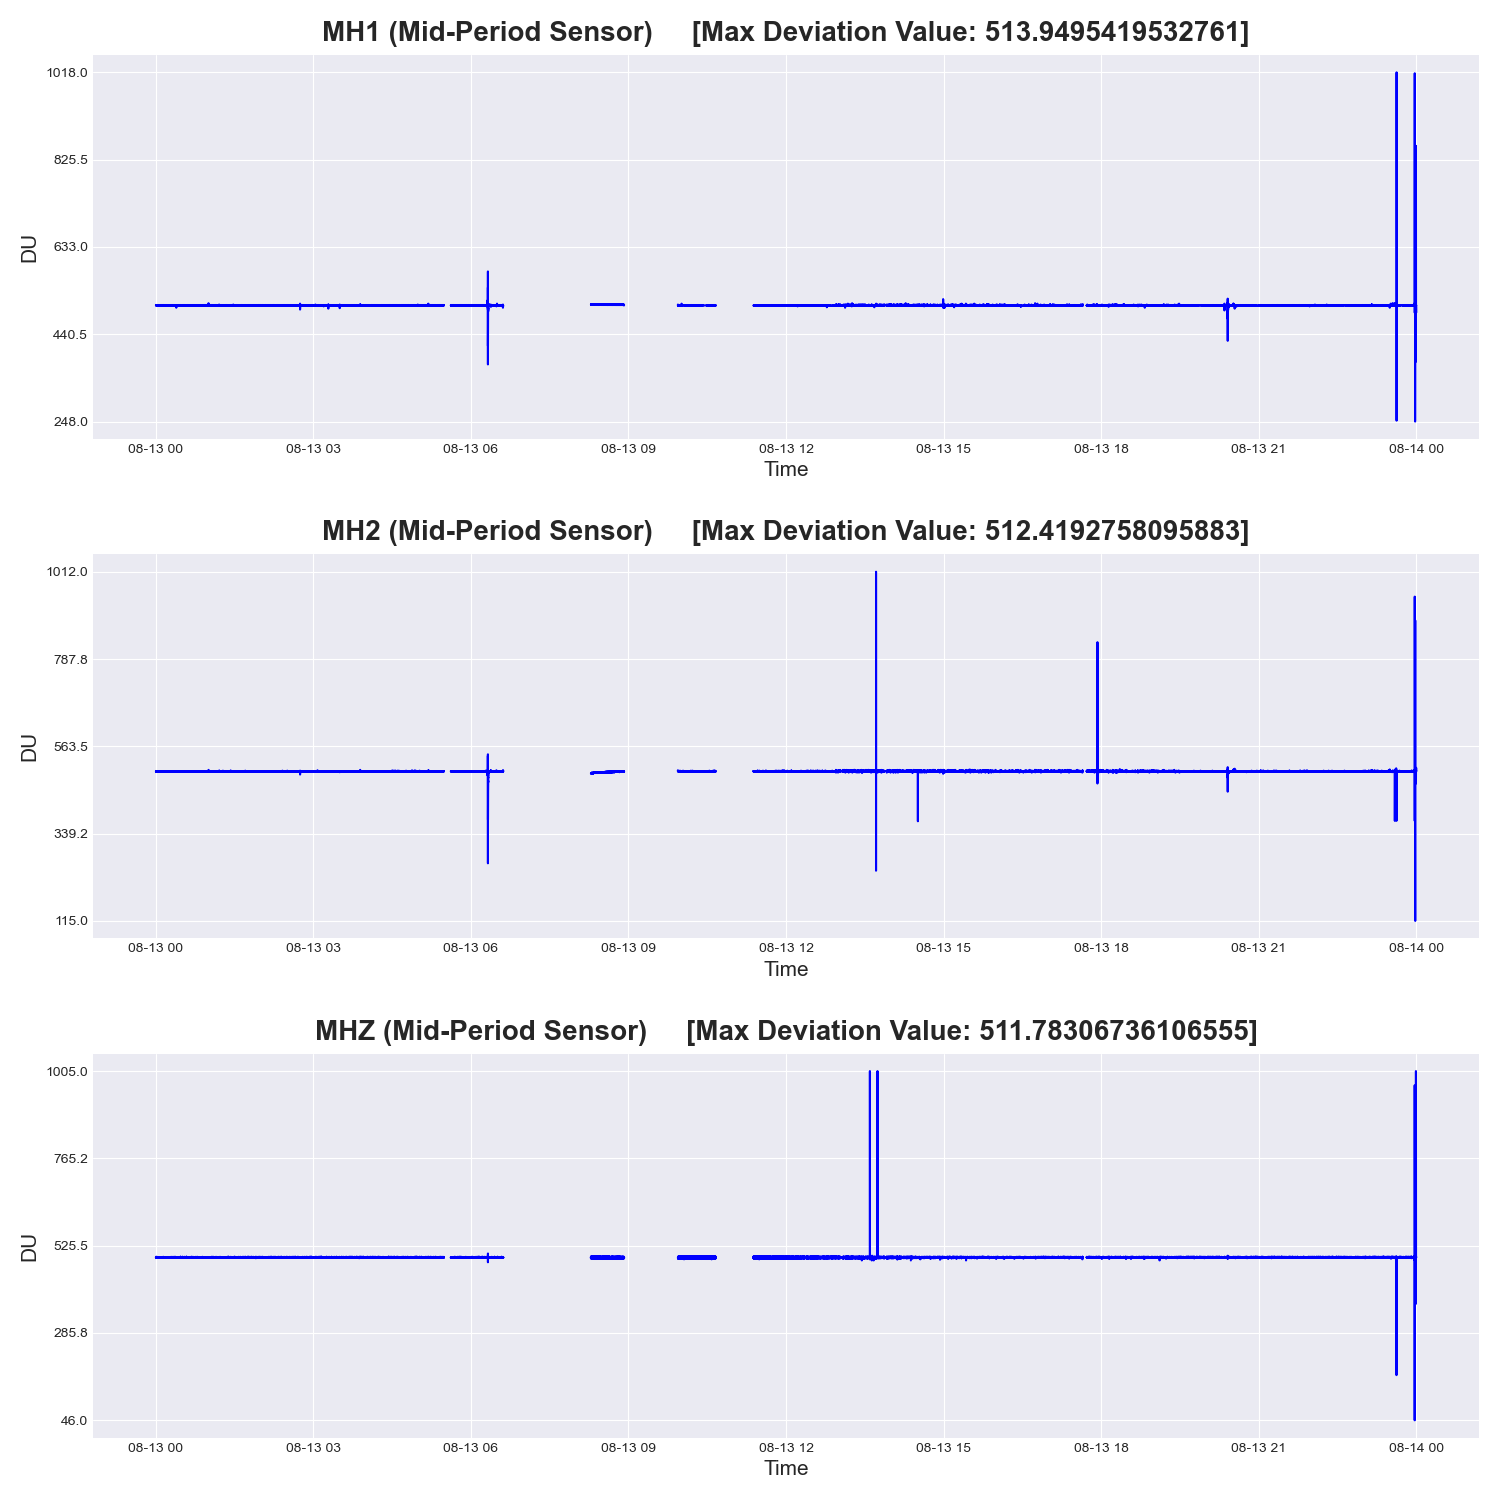 MH1 (Mid-Period Sensor) [Max Deviation Value: 513.9495419532761]
1018.0
825.5
633.0
440.5
248.0
DU
08-13 00 08-13 03 08-13 06 08-13 09 08-13 12 08-13 15 08-13 18 08-13 21 08-14 00
Time
MH2 (Mid-Period Sensor) [Max Deviation Value: 512.4192758095883]
1012.0
787.8
563.5
339.2
115.0
DU
08-13 00 08-13 03 08-13 06 08-13 09 08-13 12 08-13 15 08-13 18 08-13 21 08-14 00
Time
MHZ (Mid-Period Sensor) [Max Deviation Value: 511.78306736106555]
1005.0
765.2
525.5
285.8
46.0
DU
08-13 00 08-13 03 08-13 06 08-13 09 08-13 12 08-13 15 08-13 18 08-13 21 08-14 00
Time